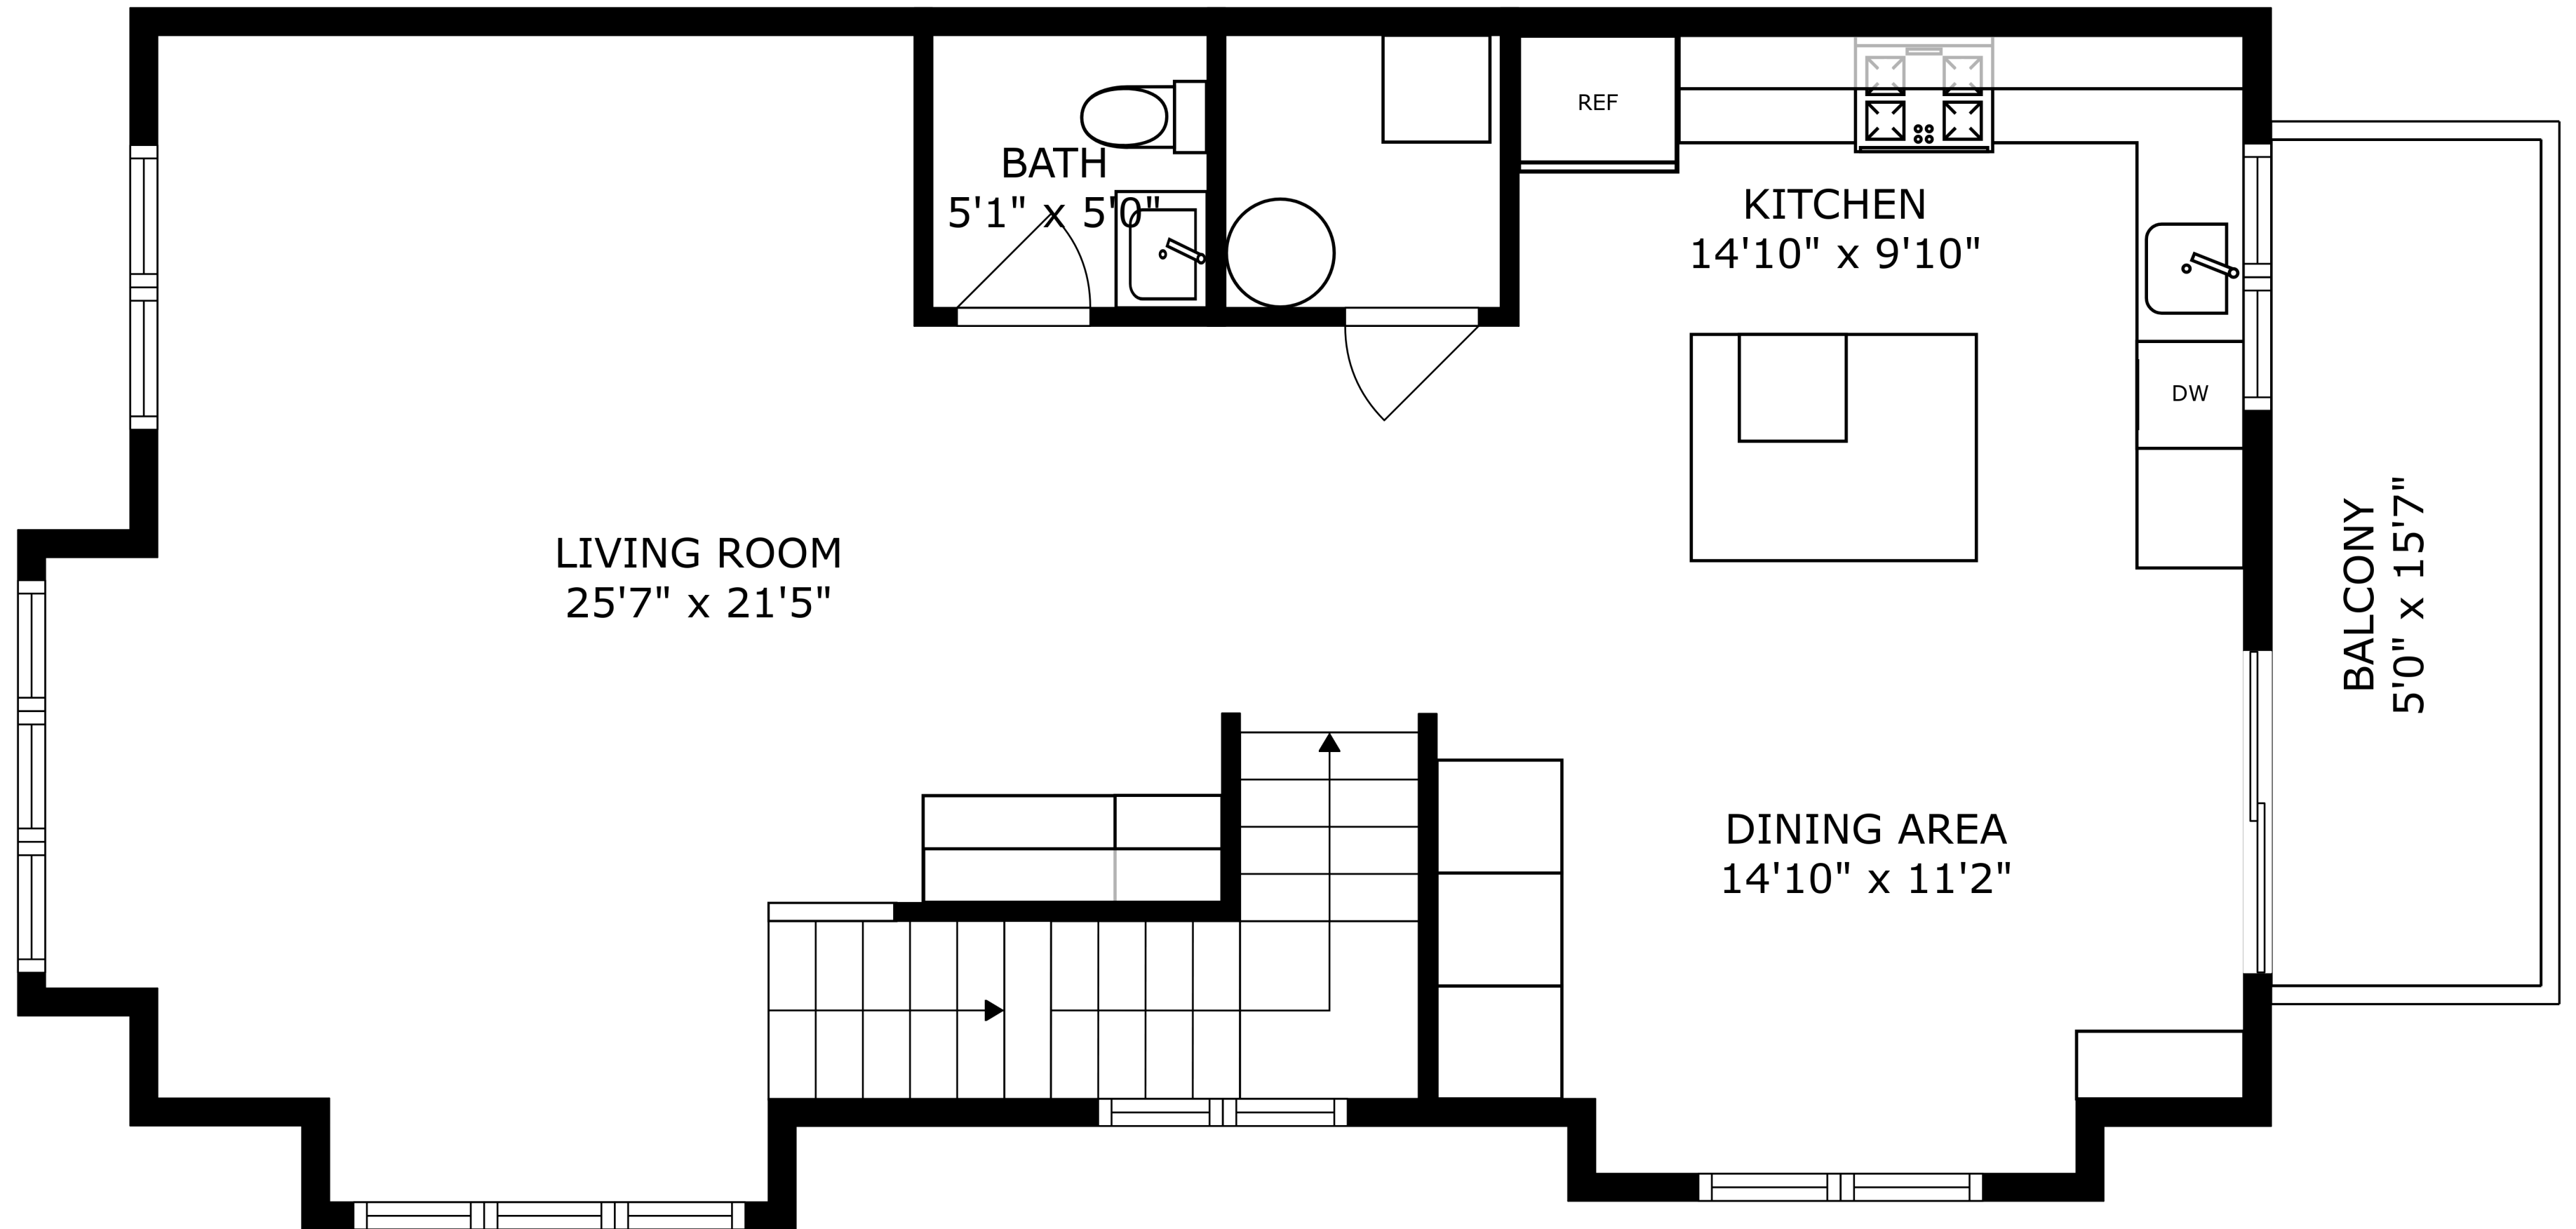 BATH
5'1" x 5'0"
REF
KITCHEN
14'10" x 9'10"
DW
LIVING ROOM
25'7" x 21'5"
BALCONY
5'0" x 15'7"
DINING AREA
14'10" x 11'2"